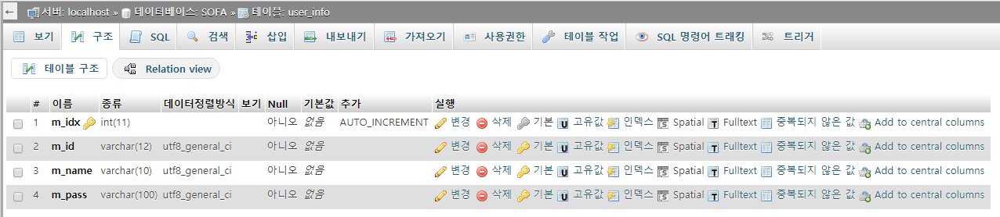 ← 서버: localhost » 데이터베이스: SOFA » 테이블: user_info
보기 구조 SQL 검색 삽입 내보내기 가져오기 사용권한 테이블 작업 SQL 명령어 트래킹 트리거
테이블 구조 Relation view
# 이름 종류 데이터정렬방식 보기 Null 기본값 추가 실행
1 m_idx int(11) 아니오 없음 AUTO_INCREMENT 변경 삭제 기본 고유값 인덱스 Spatial Fulltext 중복되지 않은 값 Add to central columns
2 m_id varchar(12) utf8_general_ci 아니오 없음 변경 삭제 기본 고유값 인덱스 Spatial Fulltext 중복되지 않은 값 Add to central columns
3 m_name varchar(10) utf8_general_ci 아니오 없음 변경 삭제 기본 고유값 인덱스 Spatial Fulltext 중복되지 않은 값 Add to central columns
4 m_pass varchar(100) utf8_general_ci 아니오 없음 변경 삭제 기본 고유값 인덱스 Spatial Fulltext 중복되지 않은 값 Add to central columns